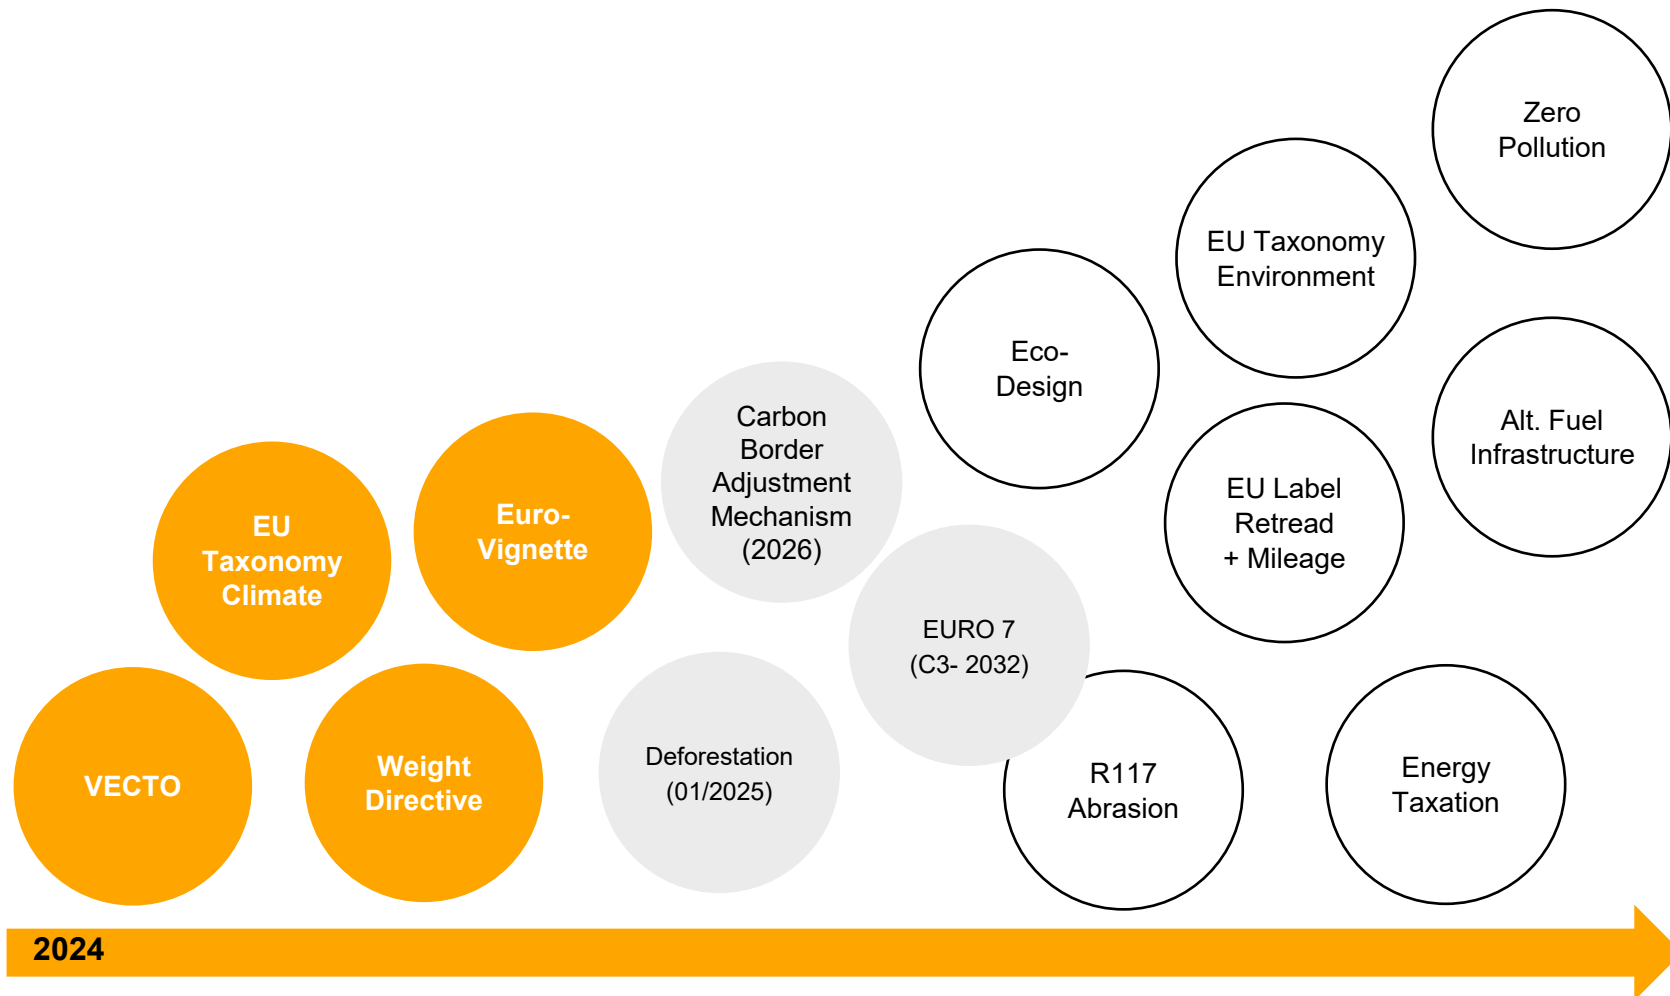 Zero
Pollution
EU Taxonomy
Environment
Eco-
Design
Alt. Fuel
Infrastructure
Carbon
Border
Adjustment
Mechanism
(2026)
EU Label
Retread
+ Mileage
Euro-
Vignette
EU
Taxonomy
Climate
EURO 7
(C3- 2032)
VECTO
Weight
Directive
Deforestation
(01/2025)
R117
Abrasion
Energy
Taxation
2024